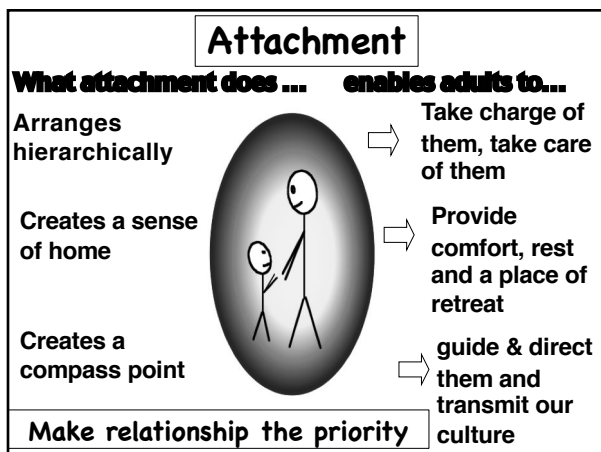 Attachment
What attachment does ... enables adults to...
Arranges
hierarchically
Take charge of
them, take care
of them
Creates a sense
of home
Provide
comfort, rest
and a place of
retreat
Creates a
compass point
guide & direct
them and
transmit our
culture
Make relationship the priority